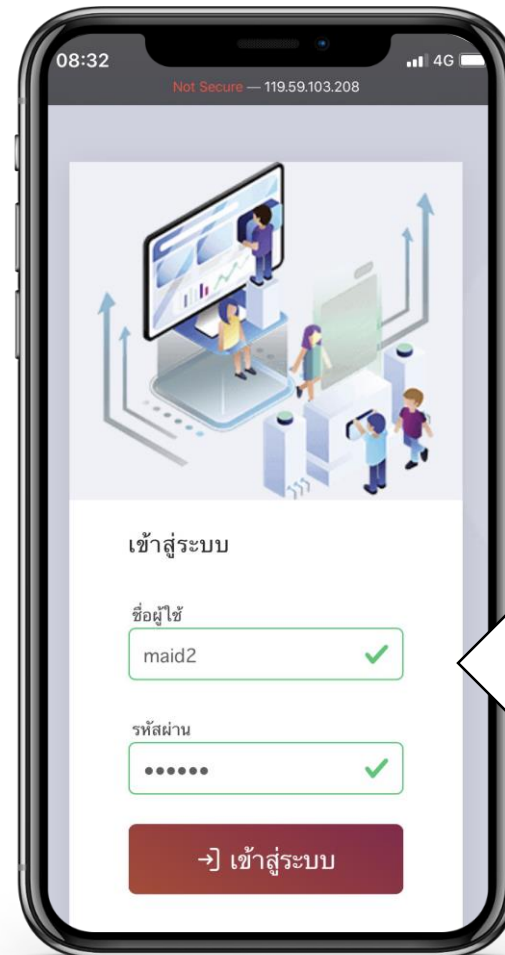 08:32
4G
Not Secure — 119.59.103.208
เข้าสู่ระบบ
ชื่อผู้ใช้
maid2
รหัสผ่าน
••••••
เข้าสู่ระบบ